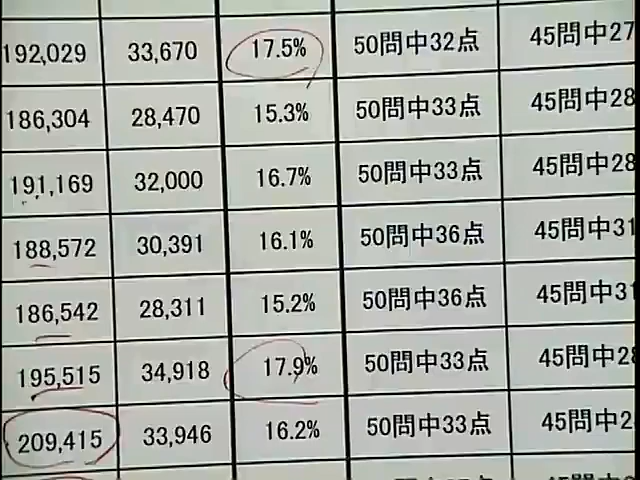 192,029 33,670 17.5% 50問中32点 45問中27
186,304 28,470 15.3% 50問中33点 45問中28
191,169 32,000 16.7% 50問中33点 45問中28
188,572 30,391 16.1% 50問中36点 45問中31
186,542 28,311 15.2% 50問中36点 45問中31
195,515 34,918 17.9% 50問中33点 45問中28
209,415 33,946 16.2% 50問中33点 45問中2